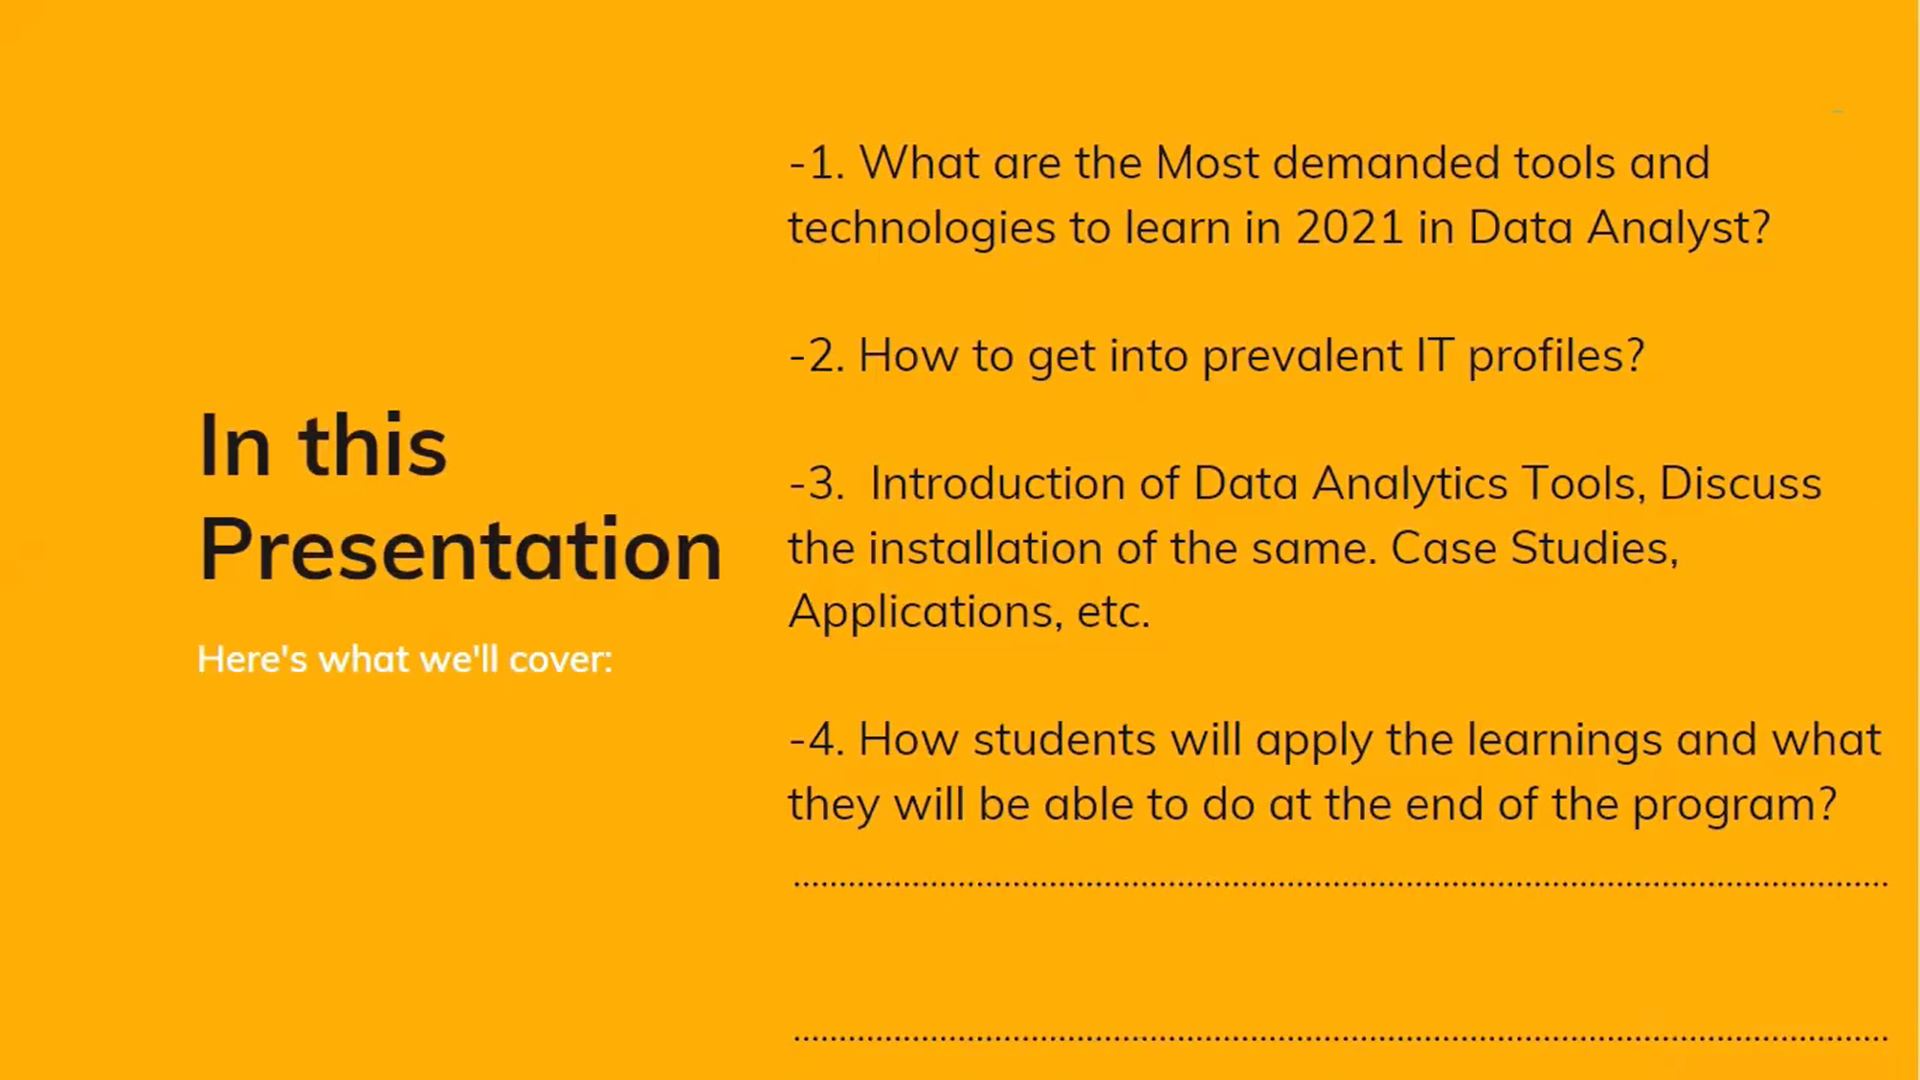 In this
Presentation
Here's what we'll cover:
-1. What are the Most demanded tools and
technologies to learn in 2021 in Data Analyst?
-2. How to get into prevalent IT profiles?
-3.  Introduction of Data Analytics Tools, Discuss
the installation of the same. Case Studies,
Applications, etc.
-4. How students will apply the learnings and what
they will be able to do at the end of the program?